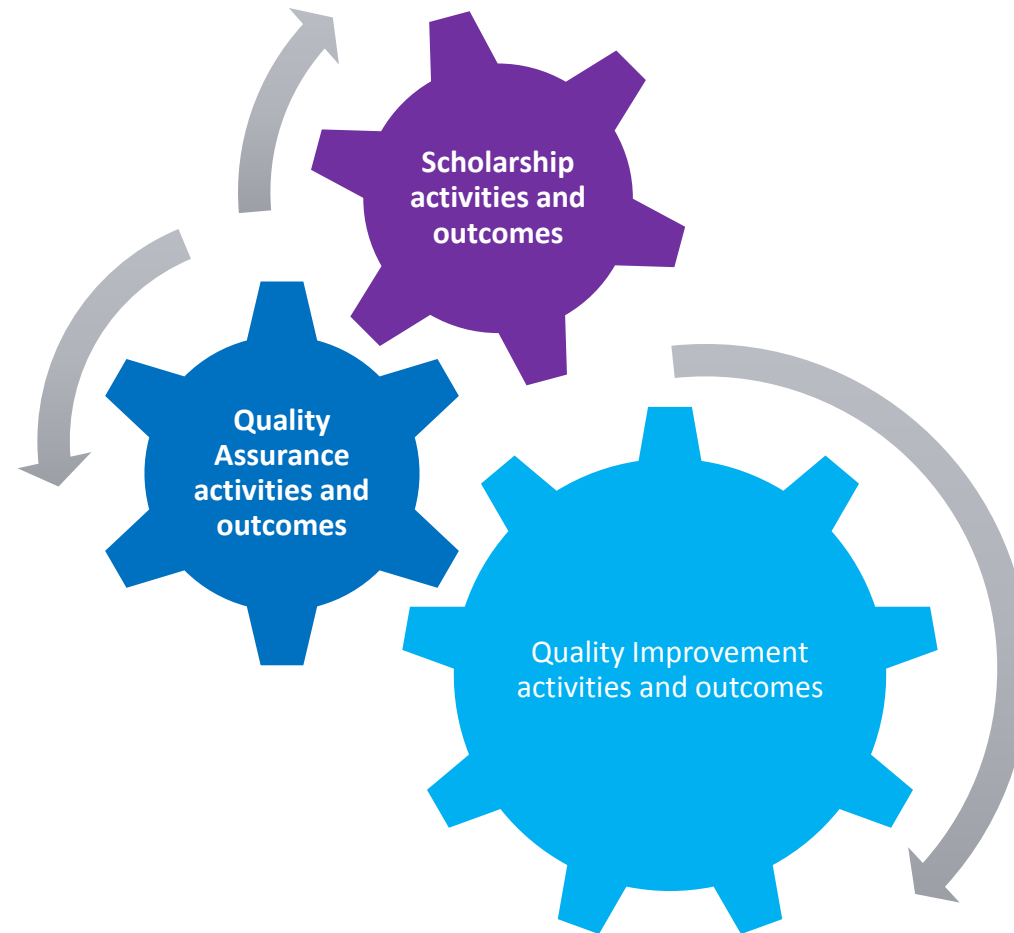 Scholarship
activities and
outcomes
Quality
Assurance
activities and
outcomes
Quality Improvement
activities and outcomes